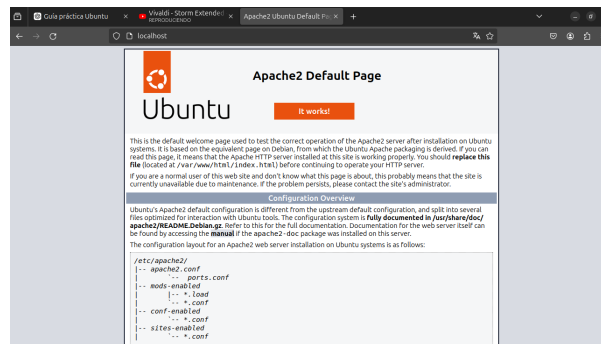 Guía práctica Ubuntu
Vivaldi - Storm Extended
REPRODUCIENDO
Apache2 Ubuntu Default Pag
localhost
Apache2 Default Page
Ubuntu
It works!
This is the default welcome page used to test the correct operation of the Apache2 server after installation on Ubuntu
systems. It is based on the equivalent page on Debian, from which the Ubuntu Apache packaging is derived. If you can
read this page, it means that the Apache HTTP server installed at this site is working properly. You should replace this
file (located at /var/www/html/index.html) before continuing to operate your HTTP server.
If you are a normal user of this web site and don't know what this page is about, this probably means that the site is
currently unavailable due to maintenance. If the problem persists, please contact the site's administrator.
Configuration Overview
Ubuntu's Apache2 default configuration is different from the upstream default configuration, and split into several
files optimized for interaction with Ubuntu tools. The configuration system is fully documented in /usr/share/doc/
apache2/README.Debian.gz. Refer to this for the full documentation. Documentation for the web server itself can
be found by accessing the manual if the apache2-doc package was installed on this server.
The configuration layout for an Apache2 web server installation on Ubuntu systems is as follows:
/etc/apache2/
|-- apache2.conf
|       `--  ports.conf
|-- mods-enabled
|       |-- *.load
|       `-- *.conf
|-- conf-enabled
|       `-- *.conf
|-- sites-enabled
|       `-- *.conf